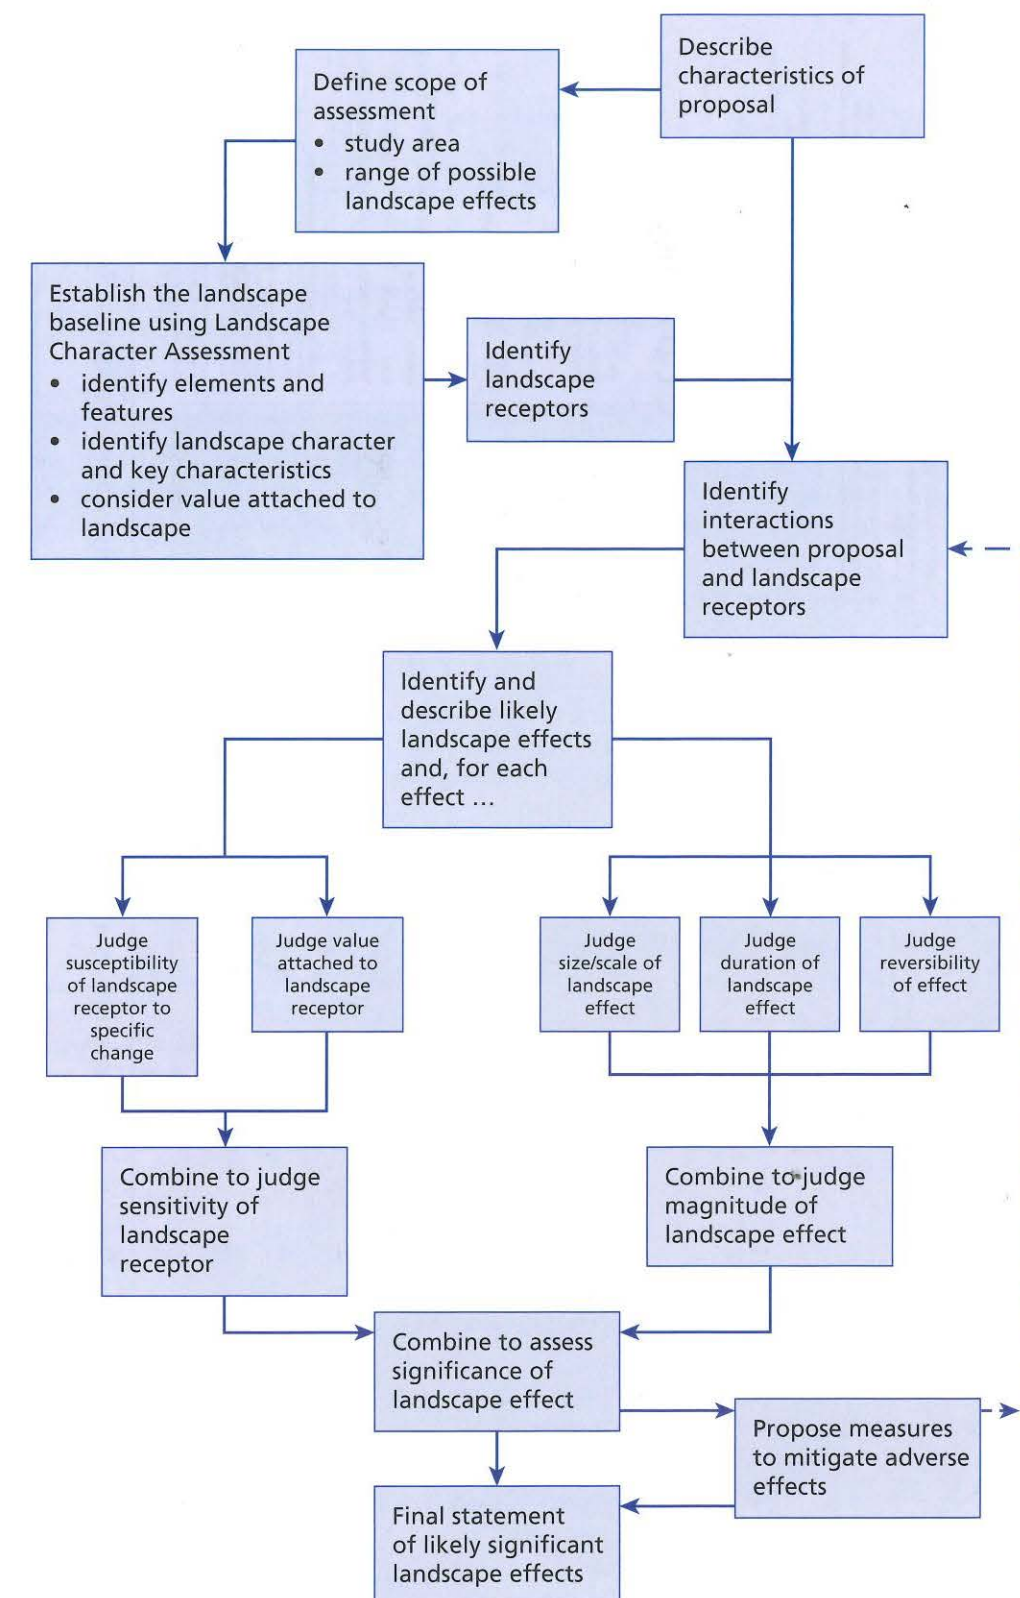 Describe
characteristics of
proposal
Define scope of
assessment
• study area
• range of possible
landscape effects
Establish the landscape
baseline using Landscape
Character Assessment
• identify elements and
features
• identify landscape character
and key characteristics
• consider value attached to
landscape
Identify
landscape
receptors
Identify
interactions
between proposal
and landscape
receptors
Identify and
describe likely
landscape effects
and, for each
effect ...
Judge
susceptibility
of landscape
receptor to
specific
change
Judge value
attached to
landscape
receptor
Judge
size/scale of
landscape
effect
Judge
duration of
landscape
effect
Judge
reversibility
of effect
Combine to judge
sensitivity of
landscape
receptor
Combine to judge
magnitude of
landscape effect
Combine to assess
significance of
landscape effect
Propose measures
to mitigate adverse
effects
Final statement
of likely significant
landscape effects